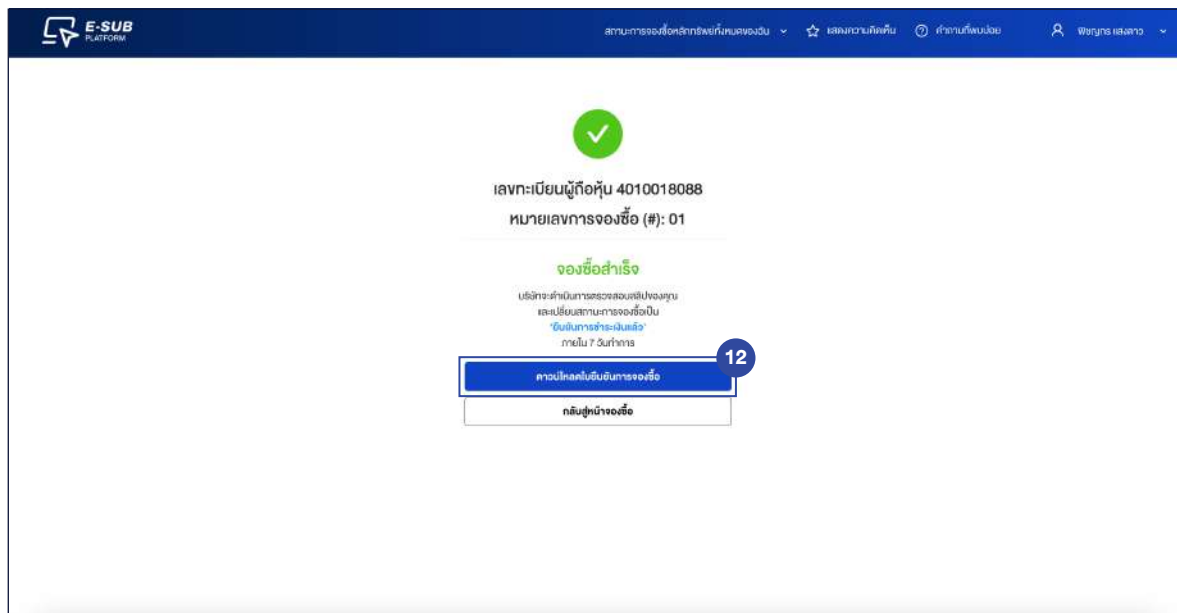 E-SUB
PLATFORM
สถานะการจองซื้อหลักทรัพย์ทั้งหมดของฉัน
แสดงความคิดเห็น
คำถามที่พบบ่อย
พิชญภร แสงดาว
เลขทะเบียนผู้ถือหุ้น 4010018088
หมายเลขการจองซื้อ (#): 01
จองซื้อสำเร็จ
บริษัทจะดำเนินการตรวจสอบสลิปของคุณ
และเปลี่ยนสถานะการจองซื้อเป็น
'ยืนยันการชำระเงินแล้ว'
ภายใน 7 วันทำการ
12
ดาวน์โหลดใบยืนยันการจองซื้อ
กลับสู่หน้าจองซื้อ